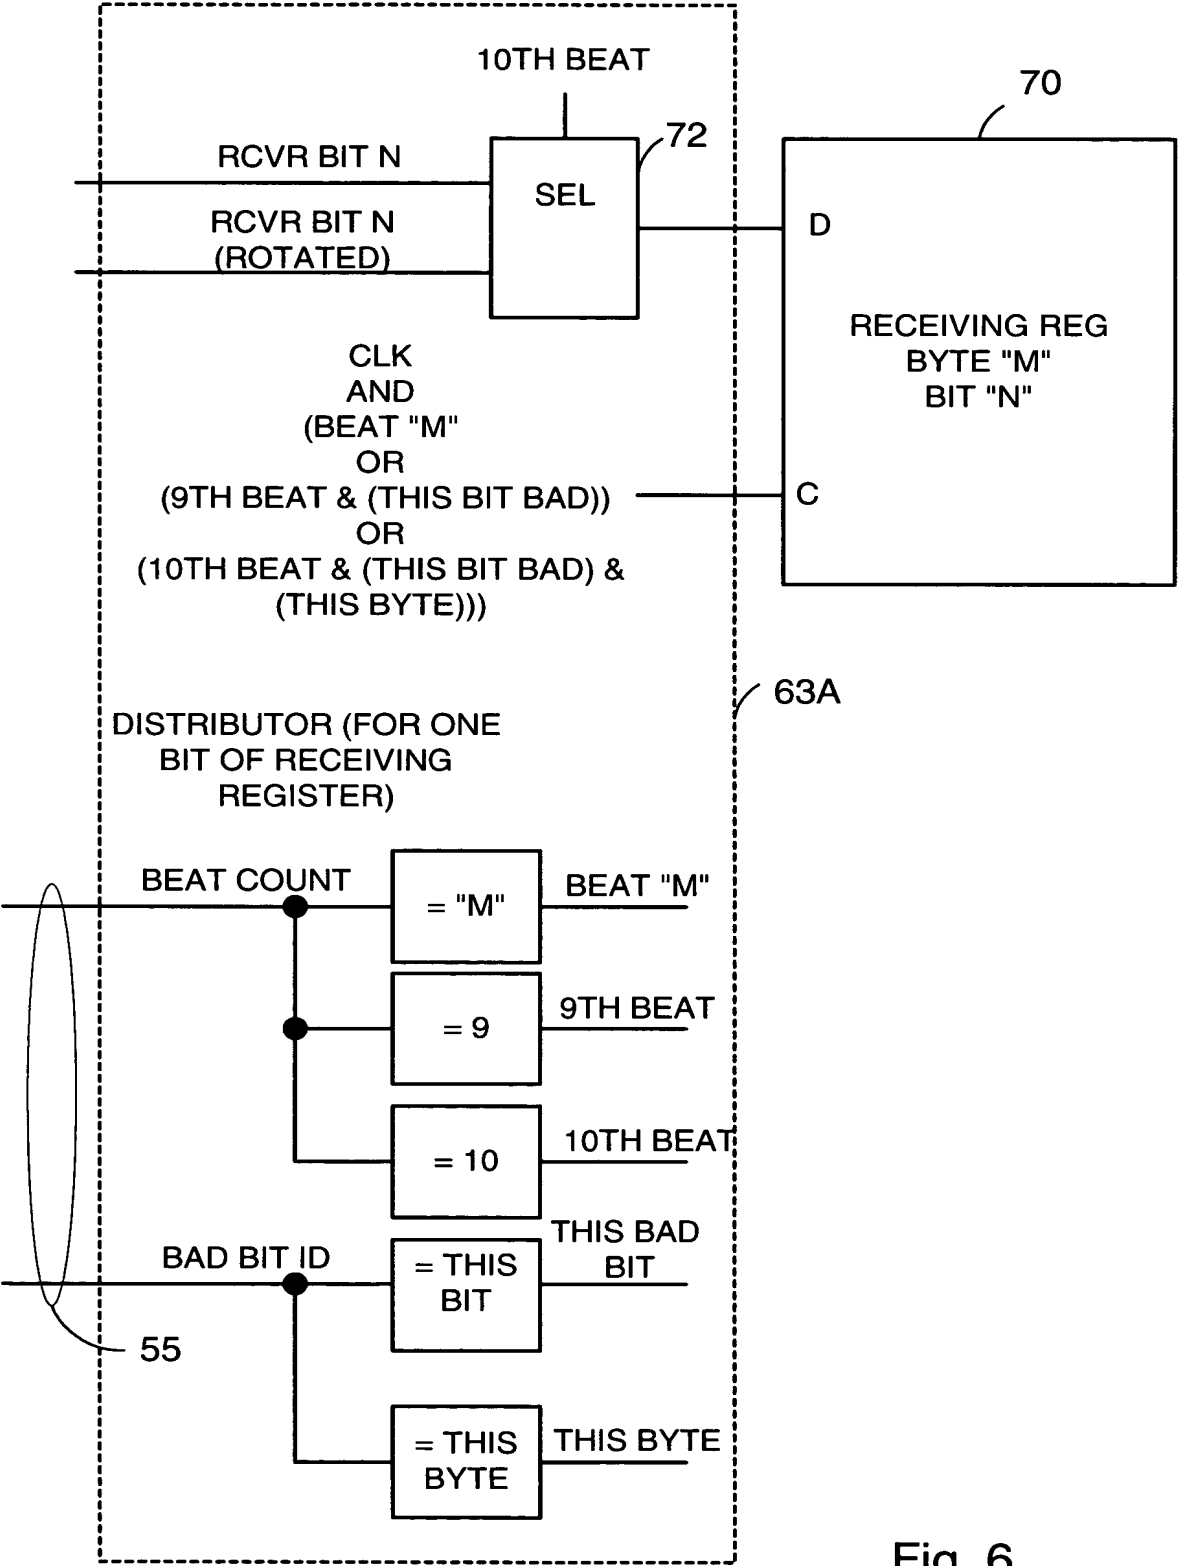 10TH BEAT
70
72
RCVR BIT N
SEL
RCVR BIT N
(ROTATED)
D
RECEIVING REG
BYTE "M"
BIT "N"
CLK
AND
(BEAT "M"
OR
(9TH BEAT & (THIS BIT BAD))
C
OR
(10TH BEAT & (THIS BIT BAD) &
(THIS BYTE)))
63A
DISTRIBUTOR (FOR ONE
BIT OF RECEIVING
REGISTER)
BEAT COUNT
= "M"
BEAT "M"
= 9
9TH BEAT
= 10
10TH BEAT
BAD BIT ID
= THIS
BIT
THIS BAD
BIT
55
= THIS
BYTE
THIS BYTE
Fig. 6